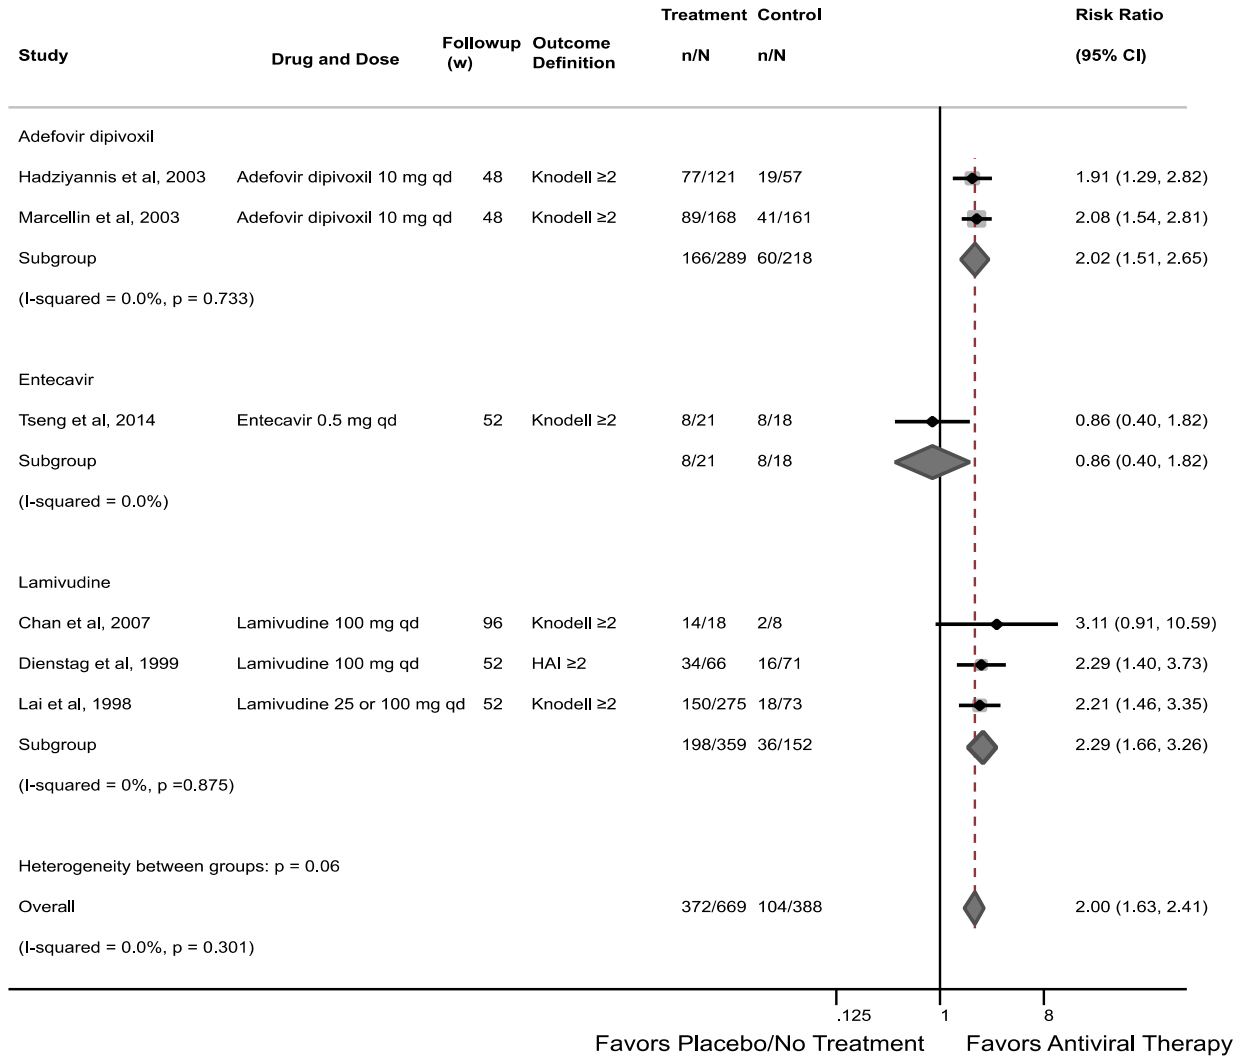 Treatment Control Risk Ratio
Study Drug and Dose Followup (w) Outcome Definition n/N n/N (95% CI)
Adefovir dipivoxil
Hadziyannis et al, 2003 Adefovir dipivoxil 10 mg qd 48 Knodell ≥2 77/121 19/57 1.91 (1.29, 2.82)
Marcellin et al, 2003 Adefovir dipivoxil 10 mg qd 48 Knodell ≥2 89/168 41/161 2.08 (1.54, 2.81)
Subgroup 166/289 60/218 2.02 (1.51, 2.65)
(I-squared = 0.0%, p = 0.733)
Entecavir
Tseng et al, 2014 Entecavir 0.5 mg qd 52 Knodell ≥2 8/21 8/18 0.86 (0.40, 1.82)
Subgroup 8/21 8/18 0.86 (0.40, 1.82)
(I-squared = 0.0%)
Lamivudine
Chan et al, 2007 Lamivudine 100 mg qd 96 Knodell ≥2 14/18 2/8 3.11 (0.91, 10.59)
Dienstag et al, 1999 Lamivudine 100 mg qd 52 HAI ≥2 34/66 16/71 2.29 (1.40, 3.73)
Lai et al, 1998 Lamivudine 25 or 100 mg qd 52 Knodell ≥2 150/275 18/73 2.21 (1.46, 3.35)
Subgroup 198/359 36/152 2.29 (1.66, 3.26)
(I-squared = 0%, p =0.875)
Heterogeneity between groups: p = 0.06
Overall 372/669 104/388 2.00 (1.63, 2.41)
(I-squared = 0.0%, p = 0.301)
.125 1 8
Favors Placebo/No Treatment Favors Antiviral Therapy